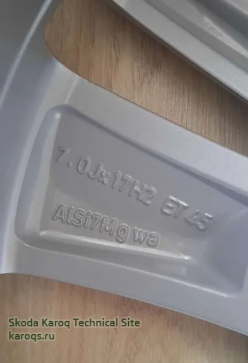 7.0Jx17H2 ET45
AlSi7Mg wa
Skoda Karoq Technical Site
karoqs.ru